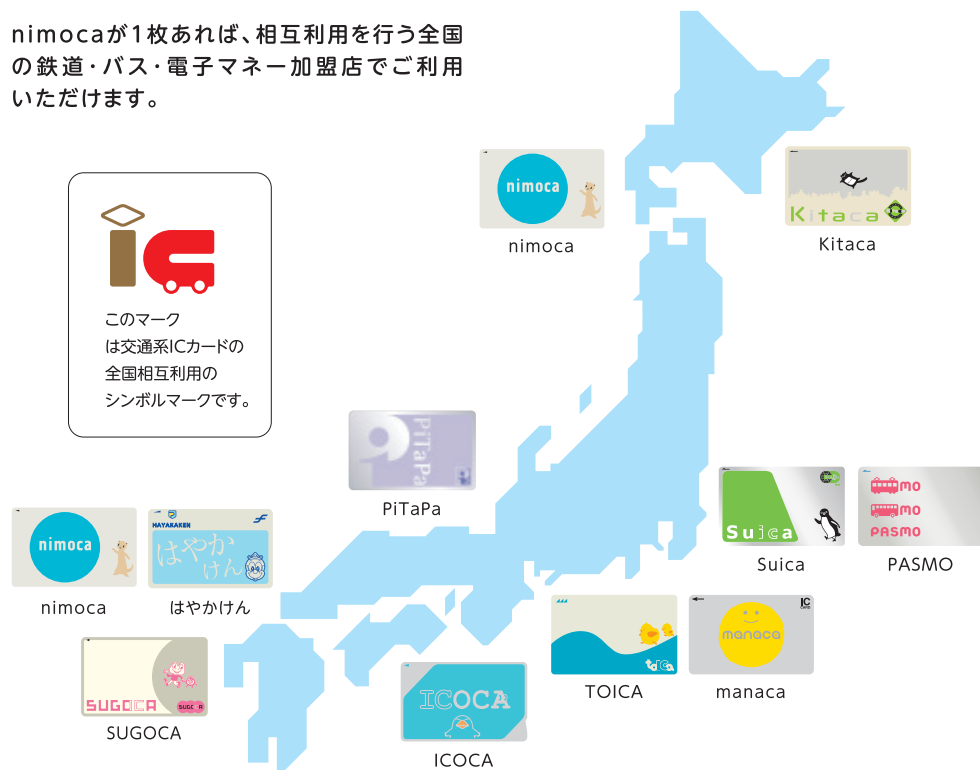 nimocaが1枚あれば、相互利用を行う全国
の鉄道・バス・電子マネー加盟店でご利用
いただけます。
ic
このマーク
は交通系ICカードの
全国相互利用の
シンボルマークです。
nimoca
nimoca
Kitaca
Kitaca
PiTaPa
PiTaPa
Suica
Suica
MO
MO
PASMO
PASMO
nimoca
nimoca
HAYAKAKEN
はやか
けん
はやけん
SUGOCA
SUGOCA
SUGOCA
ICOCA
ICOCA
TOICA
TOICA
manaca
IC
manaca